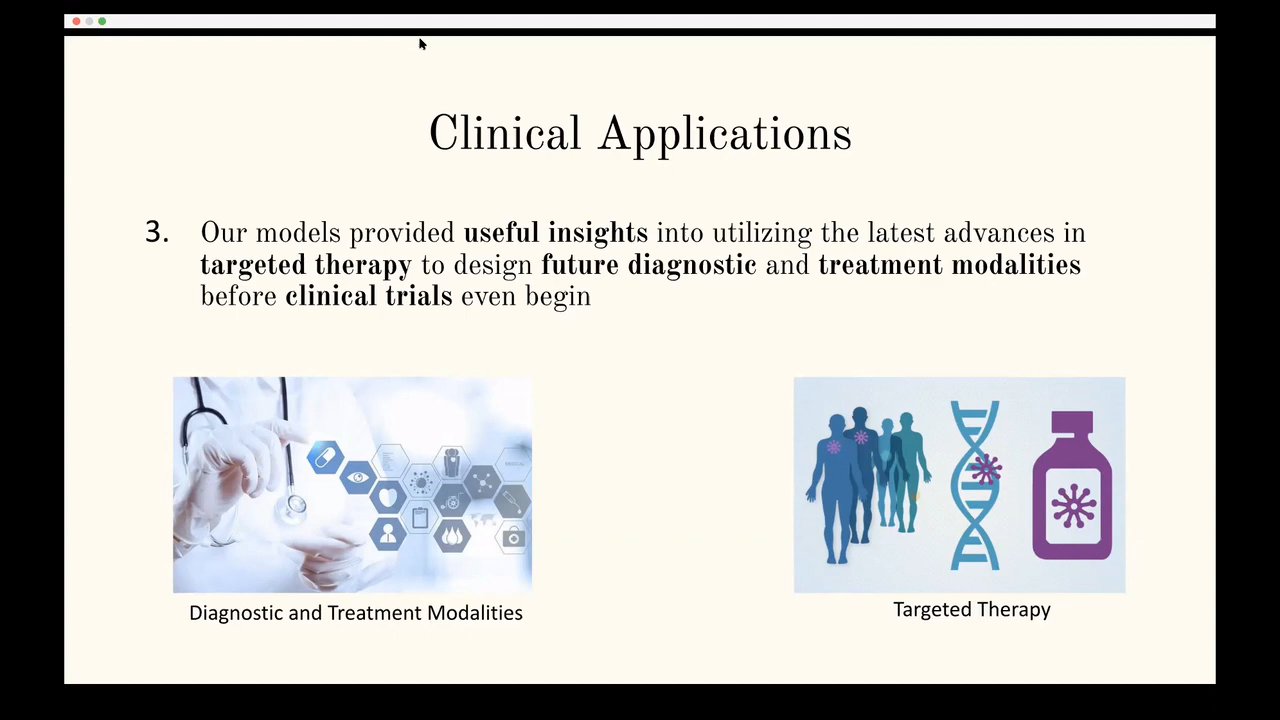 Clinical Applications
3. Our models provided useful insights into utilizing the latest advances in
targeted therapy to design future diagnostic and treatment modalities
before clinical trials even begin
Diagnostic and Treatment Modalities
Targeted Therapy